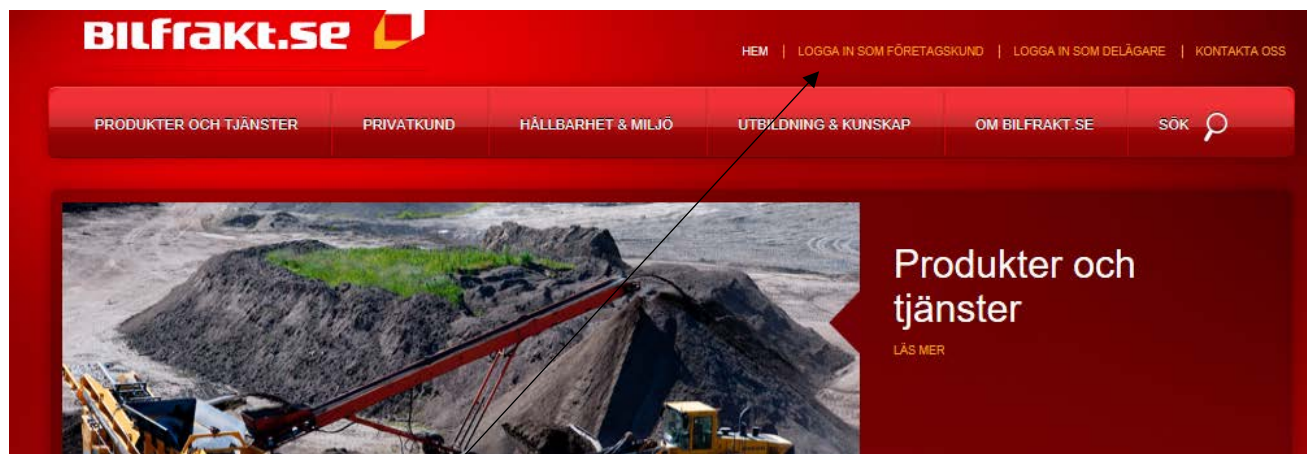 BILFRAKT.SE
HEM | LOGGA IN SOM FÖRETAGSKUND | LOGGA IN SOM DELÄGARE | KONTAKTA OSS
PRODUKTER OCH TJÄNSTER PRIVATKUND HÅLLBARHET & MILJÖ UTBILDNING & KUNSKAP OM BILFRAKT.SE SÖK
Produkter och
tjänster
LÄS MER